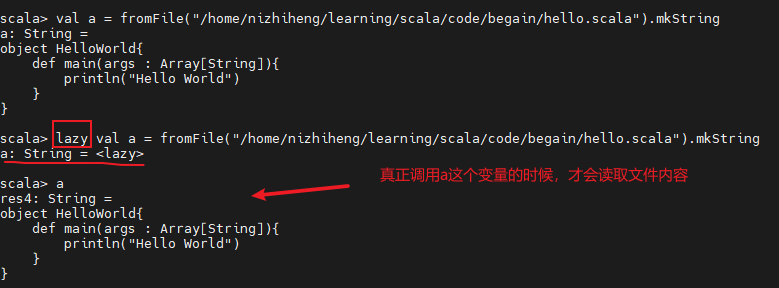 scala> val a = fromFile("/home/nizhiheng/learning/scala/code/begain/hello.scala").mkString
a: String =
object HelloWorld{
    def main(args : Array[String]){
        println("Hello World")
    }
}
scala> lazy val a = fromFile("/home/nizhiheng/learning/scala/code/begain/hello.scala").mkString
a: String = <lazy>
scala> a
真正调用a这个变量的时候，才会读取文件内容
res4: String =
object HelloWorld{
    def main(args : Array[String]){
        println("Hello World")
    }
}